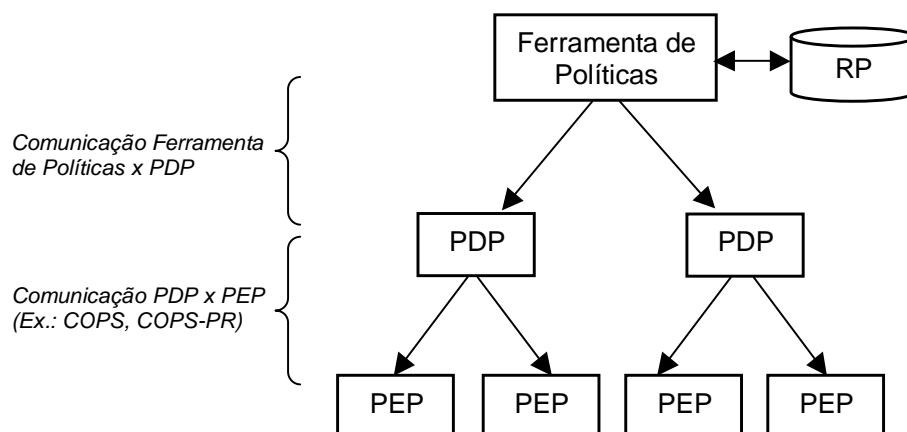 Ferramenta de
Políticas
RP
Comunicação Ferramenta
de Políticas x PDP
PDP
PDP
Comunicação PDP x PEP
(Ex.: COPS, COPS-PR)
PEP
PEP
PEP
PEP